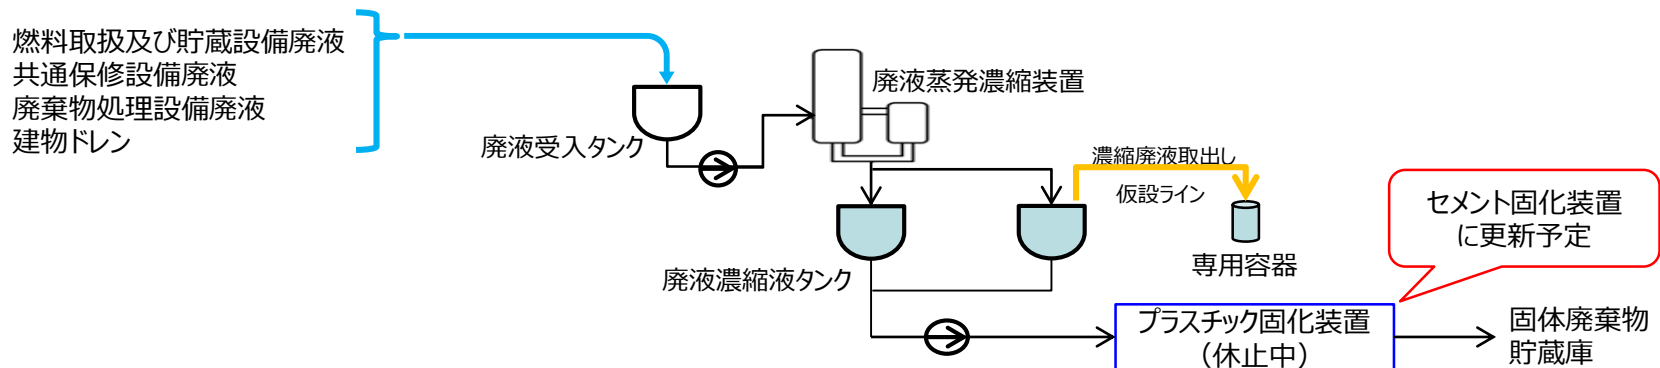 燃料取扱及び貯蔵設備廃液
共通保修設備廃液
廃棄物処理設備廃液
建物ドレン
廃液受入タンク
廃液蒸発濃縮装置
濃縮廃液取出し
仮設ライン
専用容器
廃液濃縮液タンク
セメント固化装置
に更新予定
プラスチック固化装置
（休止中）
固体廃棄物
貯蔵庫